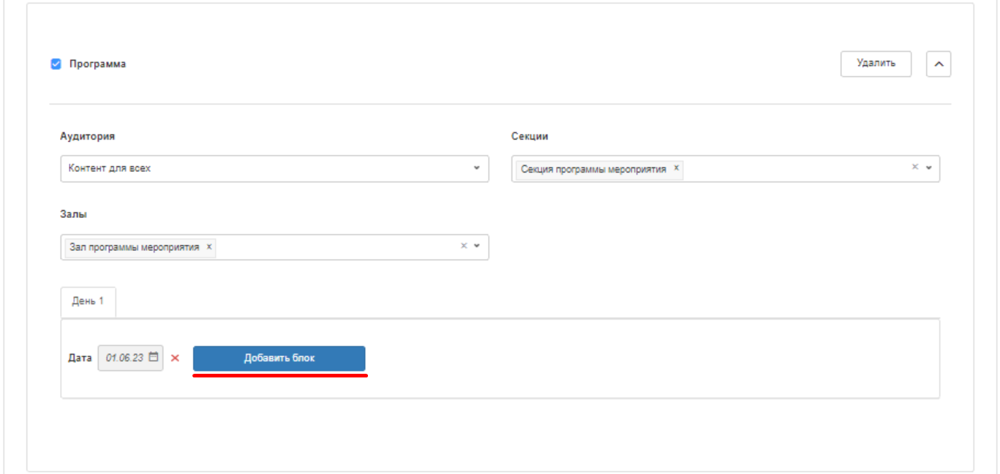 Программа
Удалить
Аудитория
Секции
Контент для всех
Секция программы мероприятия x
Залы
Зал программы мероприятия x
День 1
Дата 01.06.23 Добавить блок